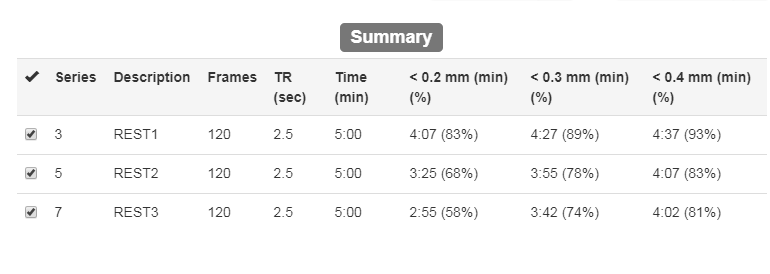 Summary
Series Description Frames TR (sec) Time (min) < 0.2 mm (min) (%) < 0.3 mm (min) (%) < 0.4 mm (min) (%)
3 REST1 120 2.5 5:00 4:07 (83%) 4:27 (89%) 4:37 (93%)
5 REST2 120 2.5 5:00 3:25 (68%) 3:55 (78%) 4:07 (83%)
7 REST3 120 2.5 5:00 2:55 (58%) 3:42 (74%) 4:02 (81%)